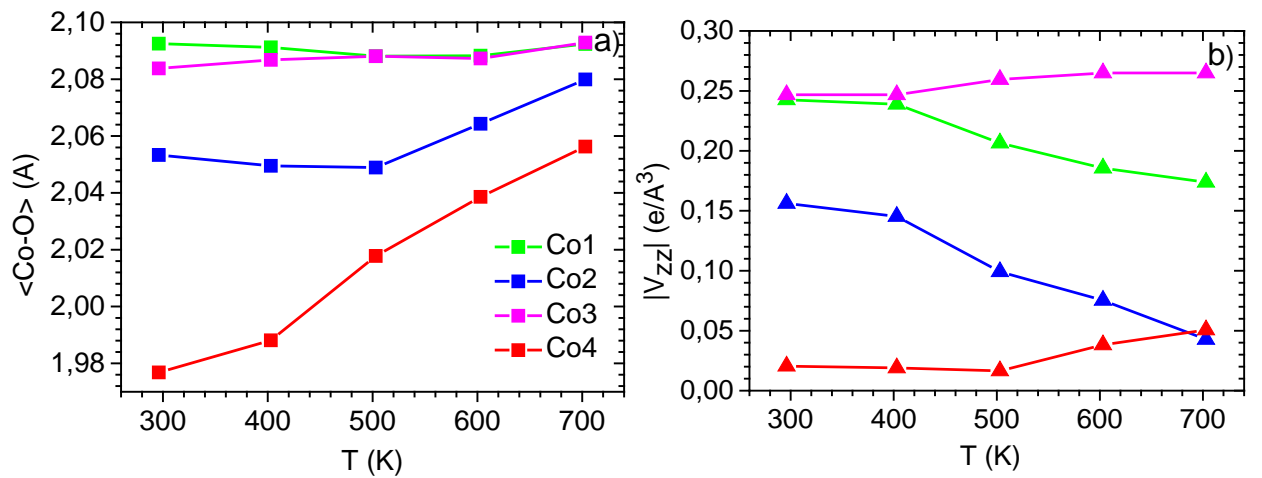 2,10
2,08
2,06
2,04
2,02
2,00
1,98
<Co-O> (A)
300 400 500 600 700
T (K)
a)
Co1
Co2
Co3
Co4
0,30
0,25
0,20
0,15
0,10
0,05
0,00
|Vzz| (e/A³)
300 400 500 600 700
T (K)
b)